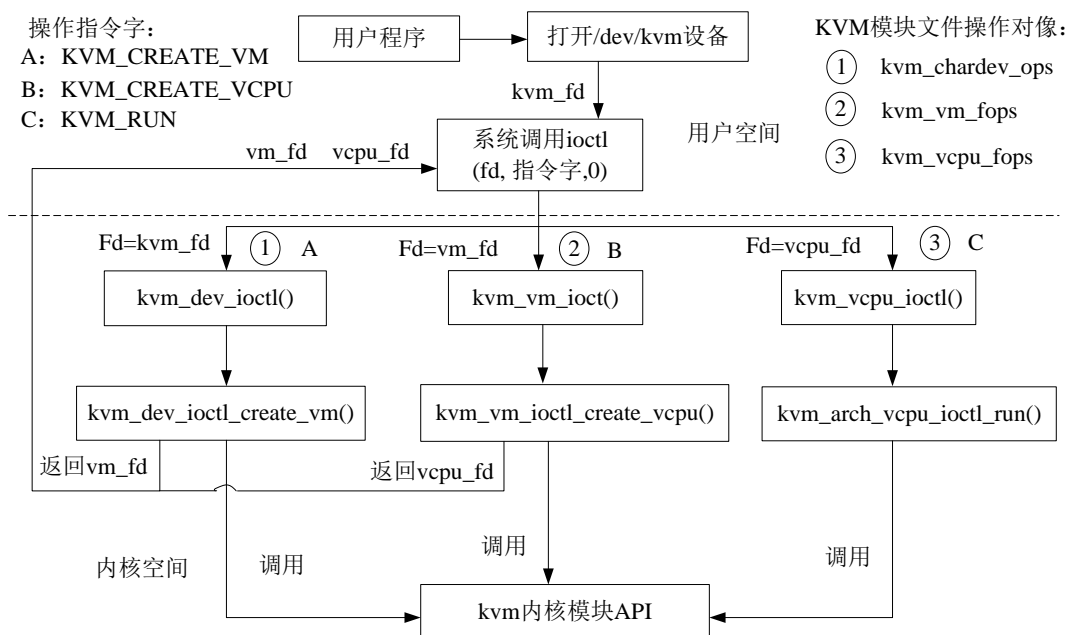 操作指令字：
A：KVM_CREATE_VM
B：KVM_CREATE_VCPU
C：KVM_RUN
用户程序
打开/dev/kvm设备
KVM模块文件操作对像：
1 kvm_chardev_ops
2 kvm_vm_fops
3 kvm_vcpu_fops
kvm_fd
用户空间
系统调用ioctl
(fd, 指令字,0)
vm_fd vcpu_fd
Fd=kvm_fd 1 A
Fd=vm_fd 2 B
Fd=vcpu_fd 3 C
kvm_dev_ioctl()
kvm_vm_ioct()
kvm_vcpu_ioctl()
kvm_dev_ioctl_create_vm()
kvm_vm_ioctl_create_vcpu()
kvm_arch_vcpu_ioctl_run()
返回vm_fd
返回vcpu_fd
内核空间
调用
调用
调用
kvm内核模块API